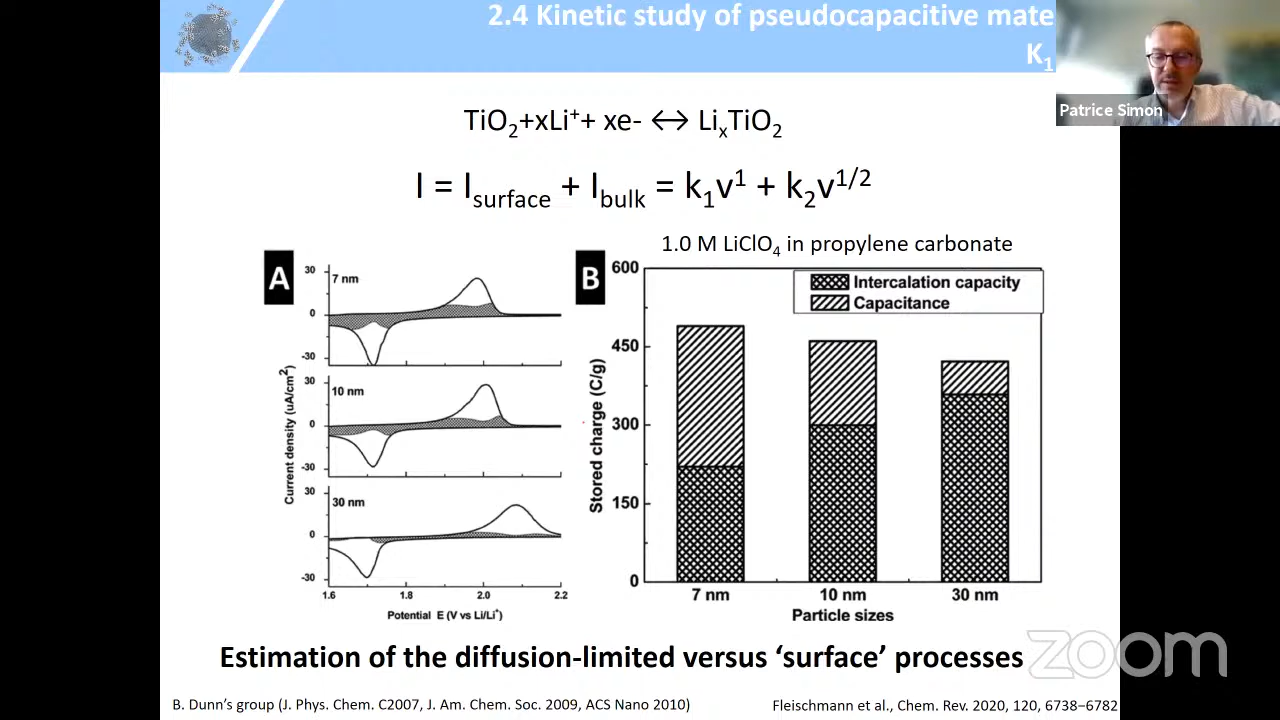 2.4 Kinetic study of pseudocapacitive mate
K₁
Patrice Simon
TiO₂+xLi⁺+ xe- ↔ LiₓTiO₂
I = I_surface + I_bulk = k₁v¹ + k₂v^1/2
1.0 M LiClO₄ in propylene carbonate
A
30
7 nm
0
-30
30
10 nm
0
-30
30
30 nm
0
-30
1.6 1.8 2.0 2.2
Current density (uA/cm²)
Potential E (V vs Li/Li⁺)
B
600
450
300
150
0
Stored charge (C/g)
Intercalation capacity
Capacitance
7 nm 10 nm 30 nm
Particle sizes
Estimation of the diffusion-limited versus ‘surface’ processes
zoom
B. Dunn’s group (J. Phys. Chem. C2007, J. Am. Chem. Soc. 2009, ACS Nano 2010)
Fleischmann et al., Chem. Rev. 2020, 120, 6738−6782